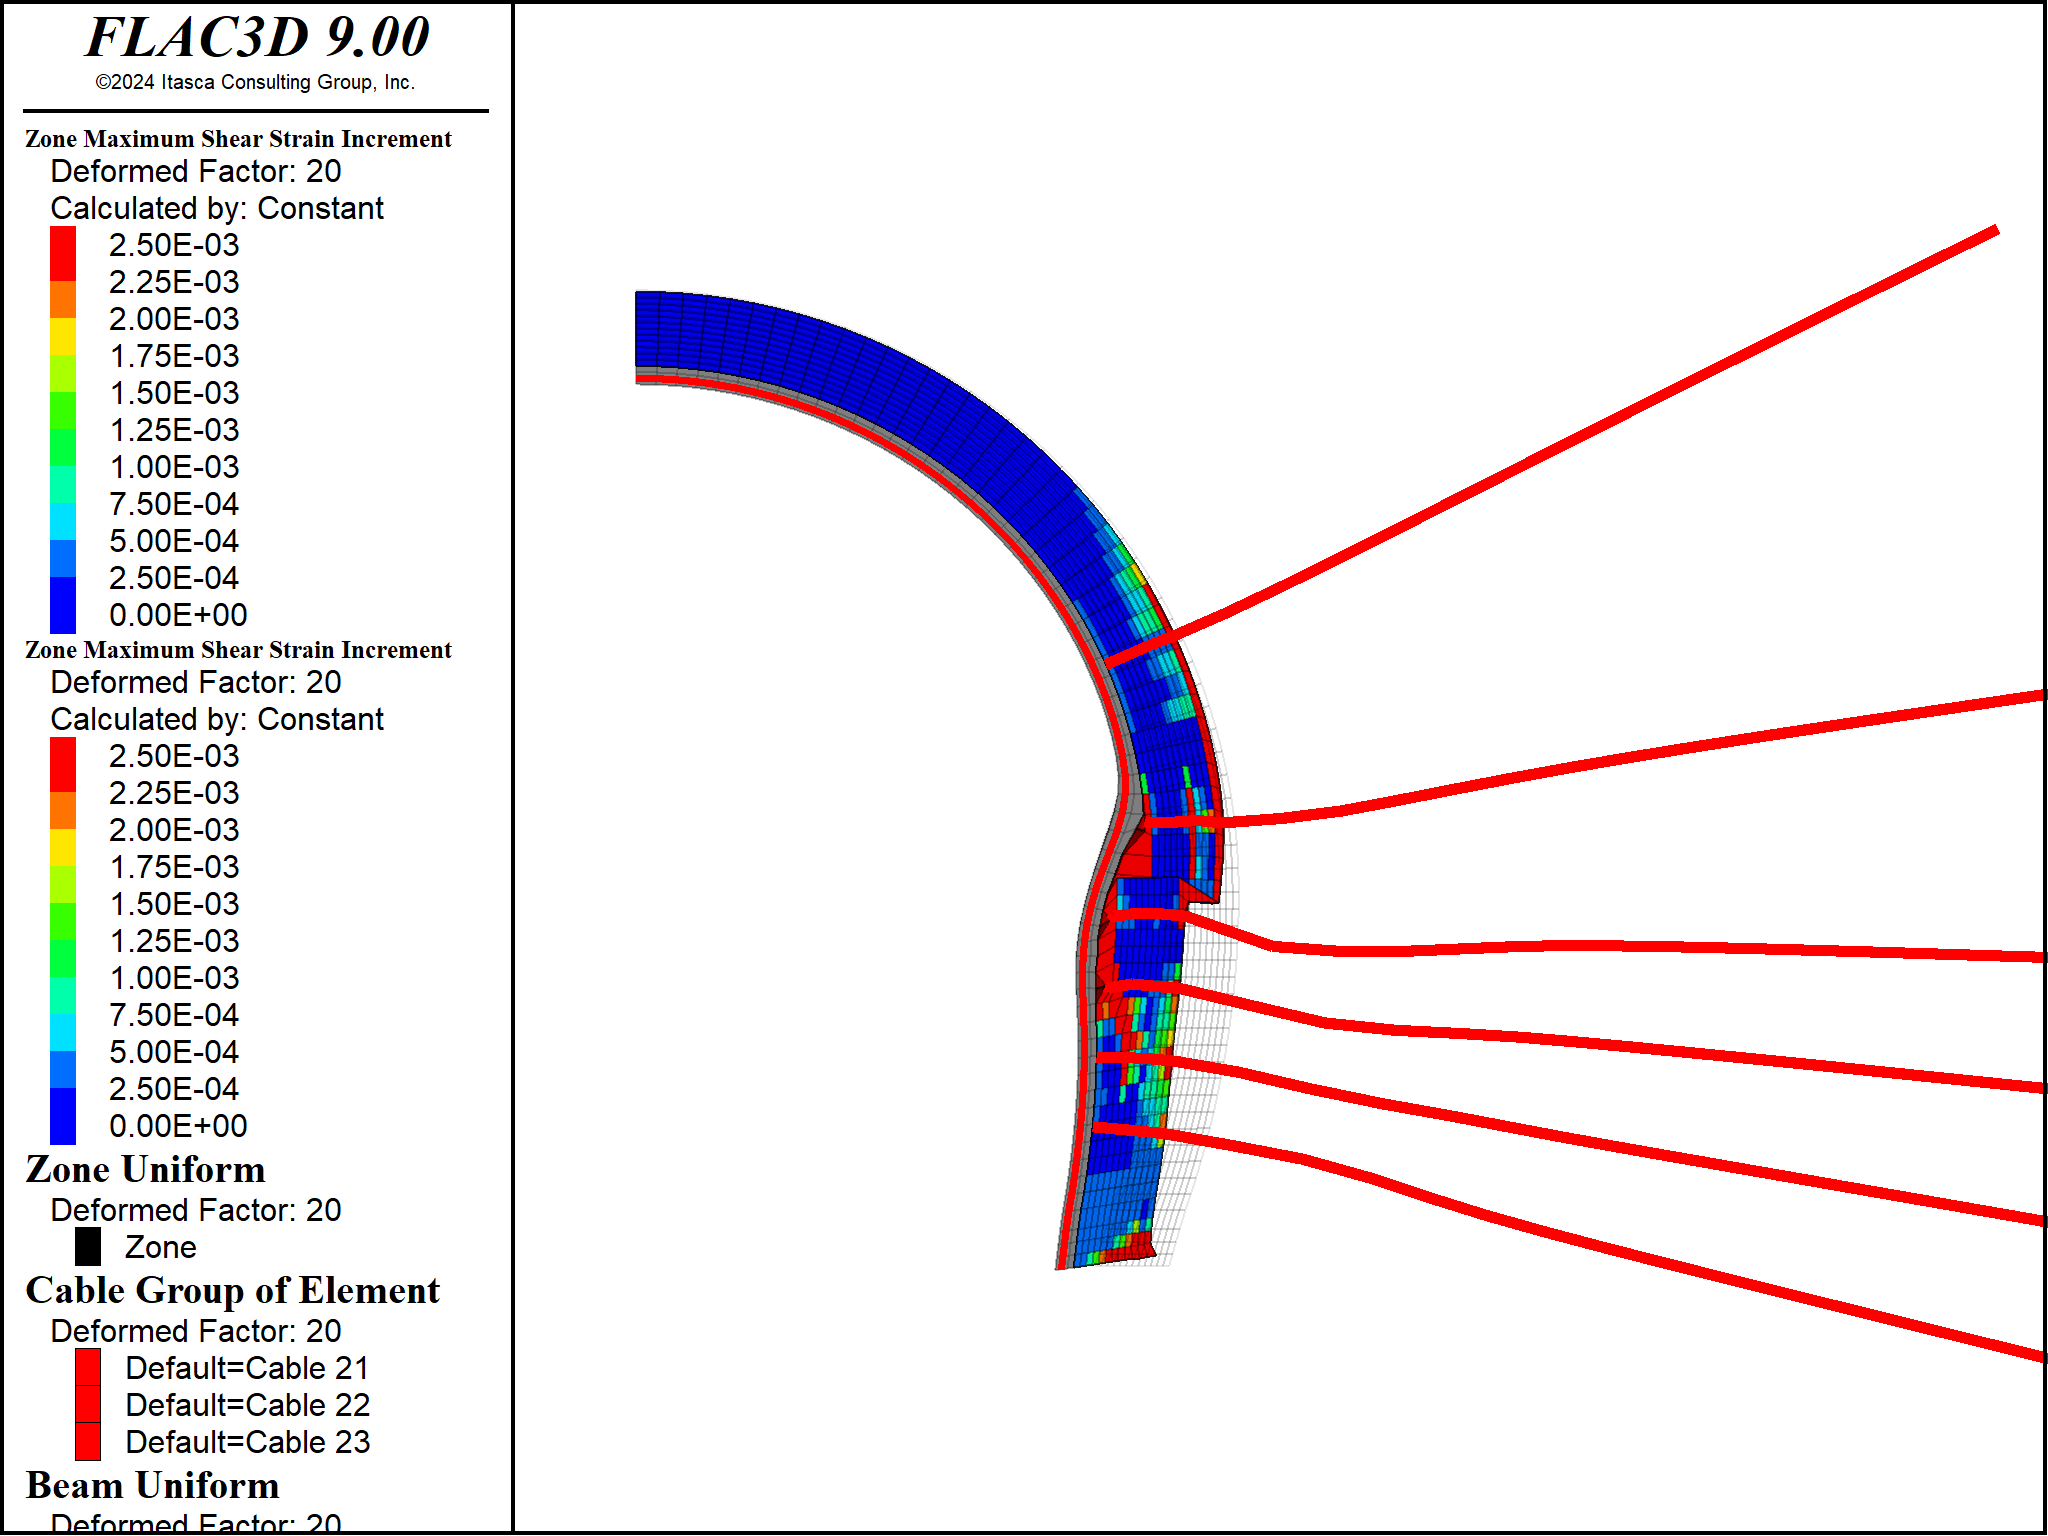 FLAC3D 9.00
©2024 Itasca Consulting Group, Inc.
Zone Maximum Shear Strain Increment
Deformed Factor: 20
Calculated by: Constant
2.50E-03
2.25E-03
2.00E-03
1.75E-03
1.50E-03
1.25E-03
1.00E-03
7.50E-04
5.00E-04
2.50E-04
0.00E+00
Zone Maximum Shear Strain Increment
Deformed Factor: 20
Calculated by: Constant
2.50E-03
2.25E-03
2.00E-03
1.75E-03
1.50E-03
1.25E-03
1.00E-03
7.50E-04
5.00E-04
2.50E-04
0.00E+00
Zone Uniform
Deformed Factor: 20
Zone
Cable Group of Element
Deformed Factor: 20
Default=Cable 21
Default=Cable 22
Default=Cable 23
Beam Uniform
Deformed Factor: 20